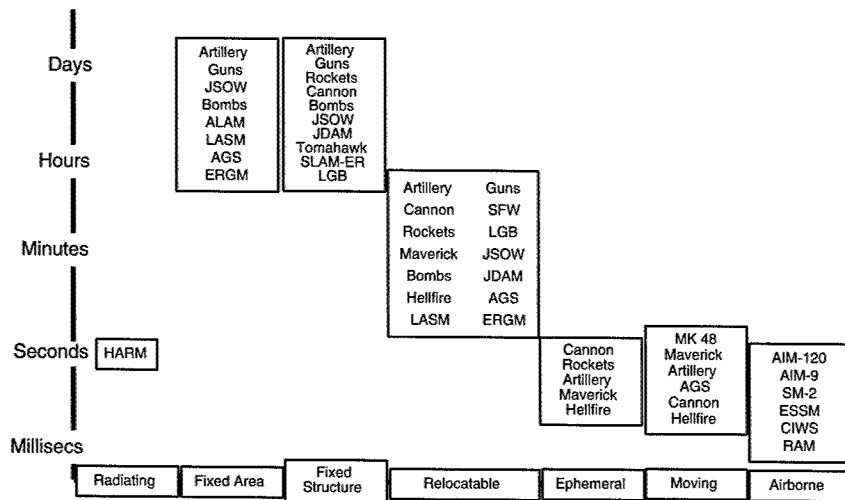 Days
Hours
Minutes
Seconds
Millisecs
HARM
Artillery
Guns
JSOW
Bombs
ALAM
LASM
AGS
ERGM
Artillery
Guns
Rockets
Cannon
Bombs
JSOW
JDAM
Tomahawk
SLAM-ER
LGB
Artillery Guns
Cannon SFW
Rockets LGB
Maverick JSOW
Bombs JDAM
Hellfire AGS
LASM ERGM
Cannon
Rockets
Artillery
Maverick
Hellfire
MK 48
Maverick
Artillery
AGS
Cannon
Hellfire
AIM-120
AIM-9
SM-2
ESSM
CIWS
RAM
Radiating
Fixed Area
Fixed
Structure
Relocatable
Ephemeral
Moving
Airborne